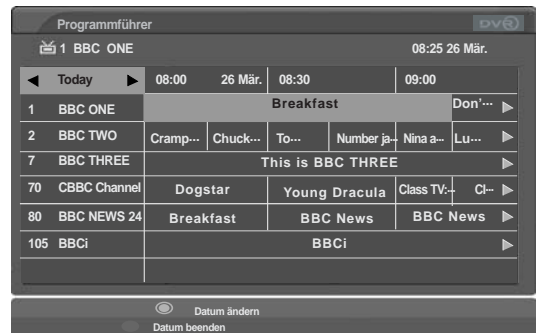 Programmführer DVR
1 BBC ONE 08:25 26 Mär.
Today 08:00 26 Mär. 08:30 09:00
1 BBC ONE Breakfast Don'···
2 BBC TWO Cramp··· Chuck··· To··· Number ja··· Nina a··· Lu···
7 BBC THREE This is BBC THREE
70 CBBC Channel Dogstar Young Dracula Class TV:··· Cl···
80 BBC NEWS 24 Breakfast BBC News BBC News
105 BBCi BBCi
Datum ändern
Datum beenden